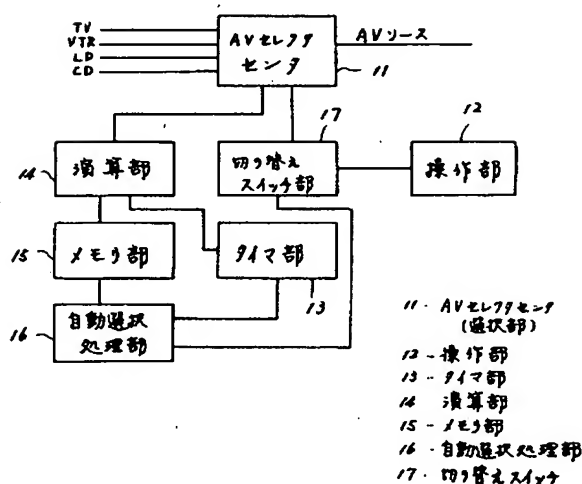 TV
VTR
LD
CD
AVセレクタ
センタ
AVソース
11
17
12
14
演算部
切り替え
スイッチ部
操作部
15
メモリ部
タイマ部
13
16
自動選択
処理部
11・AVセレクタセンタ
(選択部)
12-操作部
13-タイマ部
14 演算部
15-メモリ部
16-自動選択処理部
17・切り替えスイッチ